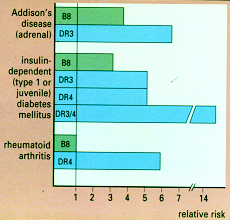 Addison's
disease
(adrenal)
B8
DR3
insulin-
dependent
(type 1 or
juvenile)
diabetes
mellitus
B8
DR3
DR4
DR3/4
rheumatoid
arthritis
B8
DR4
1 2 3 4 5 6 7 14
relative risk